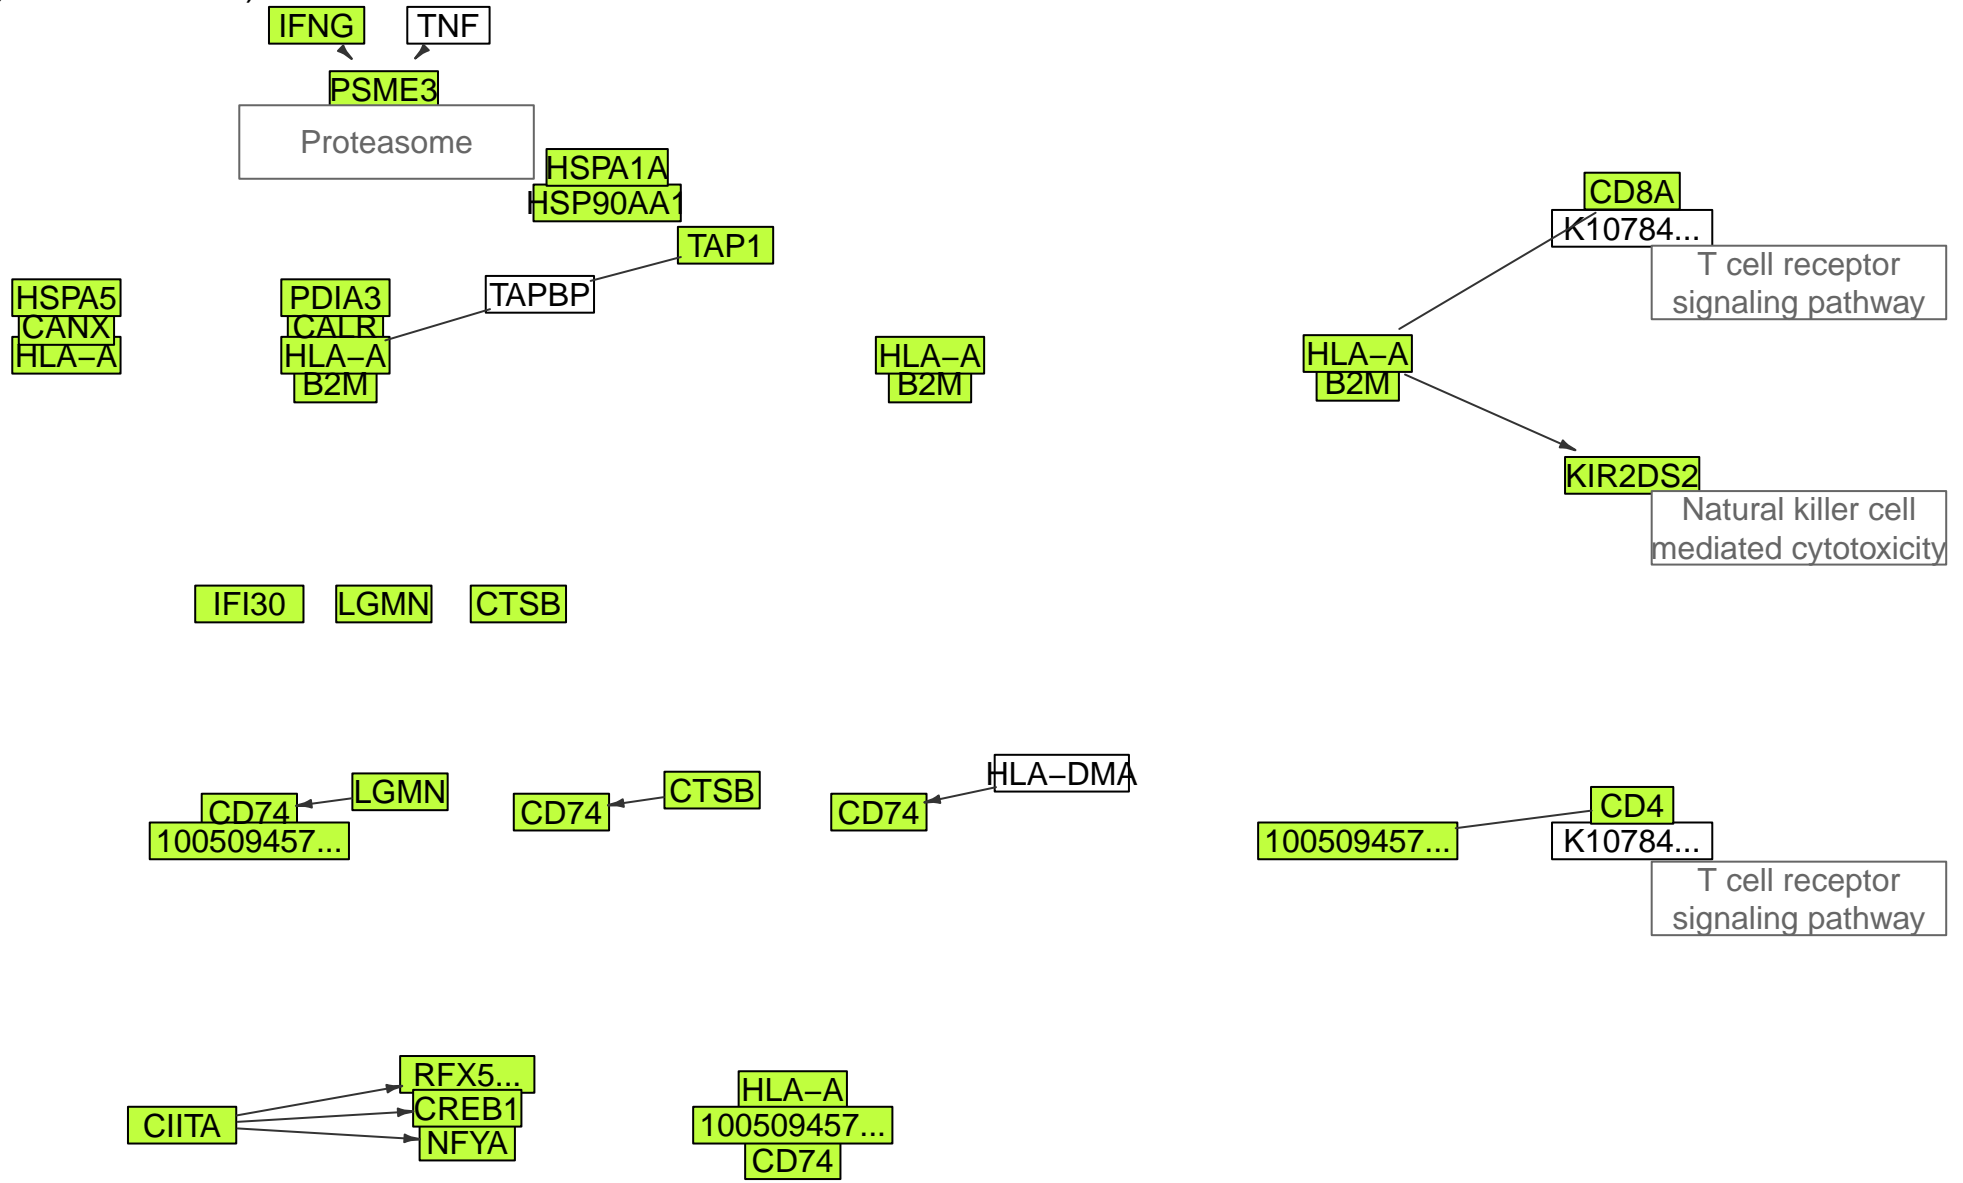 IFNG
TNF
PSME3
Proteasome
HSPA1A
HSP90AA1
CD8A
K10784...
TAP1
T cell receptor
signaling pathway
HSPA5
CANX
HLA−A
PDIA3
CALR
HLA−A
B2M
TAPBP
HLA−A
B2M
HLA−A
B2M
KIR2DS2
Natural killer cell
mediated cytotoxicity
IFI30
LGMN
CTSB
LGMN
CD74
100509457...
CTSB
CD74
HLA−DMA
CD74
100509457...
CD4
K10784...
T cell receptor
signaling pathway
CIITA
RFX5...
CREB1
NFYA
HLA−A
100509457...
CD74